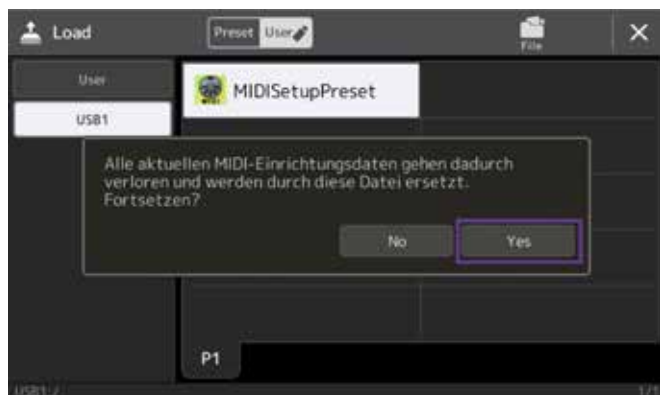 Load
Preset User
File
User
USB1
MIDISetupPreset
Alle aktuellen MIDI-Einrichtungsdaten gehen dadurch
verloren und werden durch diese Datei ersetzt.
Fortsetzen?
No Yes
P1
USB1:/
1/1